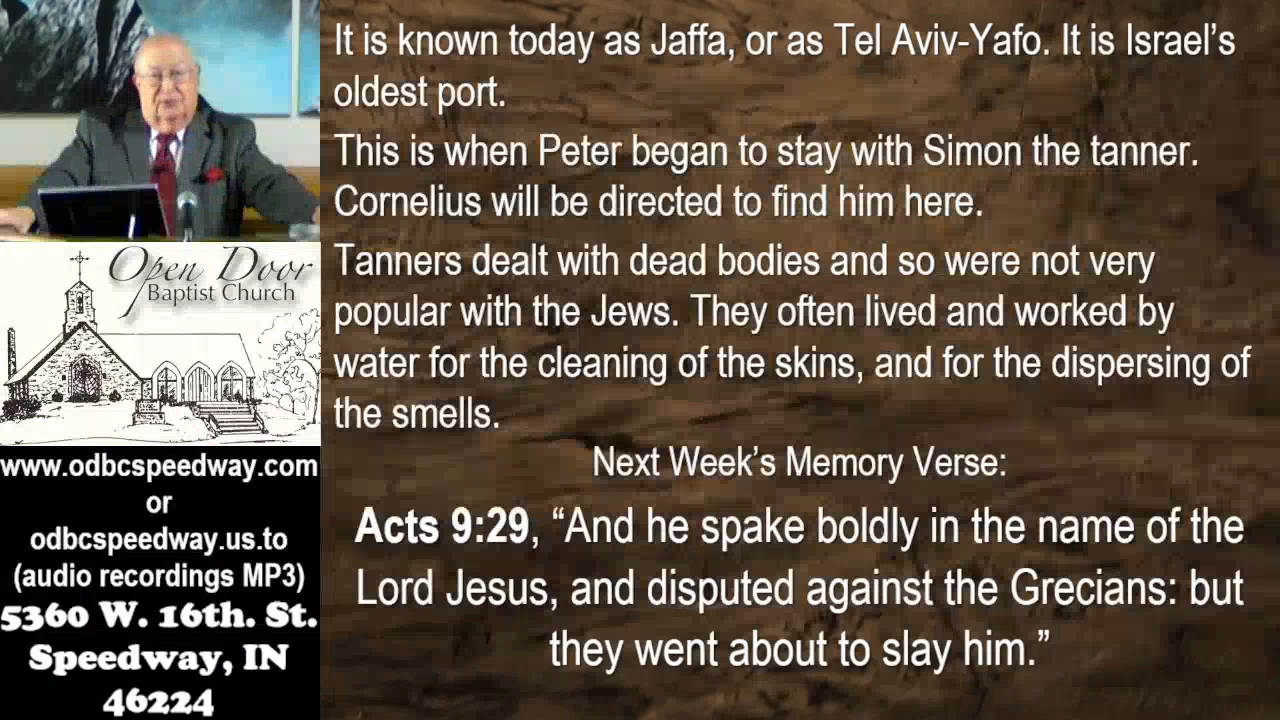 It is known today as Jaffa, or as Tel Aviv-Yafo. It is Israel’s
oldest port.
This is when Peter began to stay with Simon the tanner.
Cornelius will be directed to find him here.
Tanners dealt with dead bodies and so were not very
popular with the Jews. They often lived and worked by
water for the cleaning of the skins, and for the dispersing of
the smells.
Next Week’s Memory Verse:
Acts 9:29, “And he spake boldly in the name of the
Lord Jesus, and disputed against the Grecians: but
they went about to slay him.”
Open Door
Baptist Church
www.odbcspeedway.com
or
odbcspeedway.us.to
(audio recordings MP3)
5360 W. 16th. St.
Speedway, IN
46224